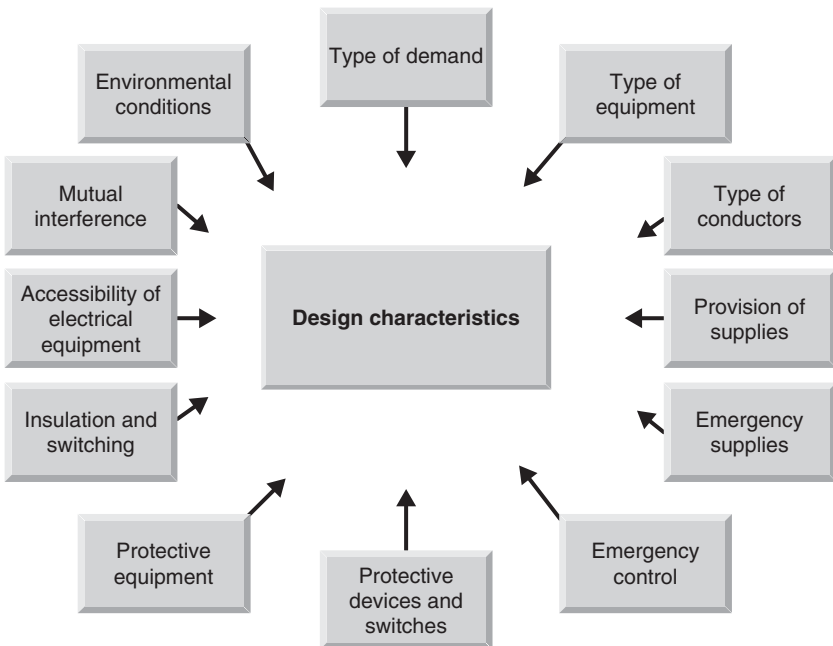 Type of demand
Environmental
conditions
Type of
equipment
Mutual
interference
Type of
conductors
Accessibility of
electrical
equipment
Design characteristics
Provision of
supplies
Insulation and
switching
Emergency
supplies
Protective
equipment
Protective
devices and
switches
Emergency
control